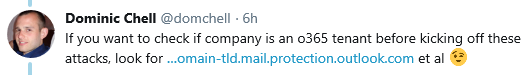 Dominic Chell @domchell · 6h
If you want to check if company is an o365 tenant before kicking off these
attacks, look for ...omain-tld.mail.protection.outlook.com et al 😉